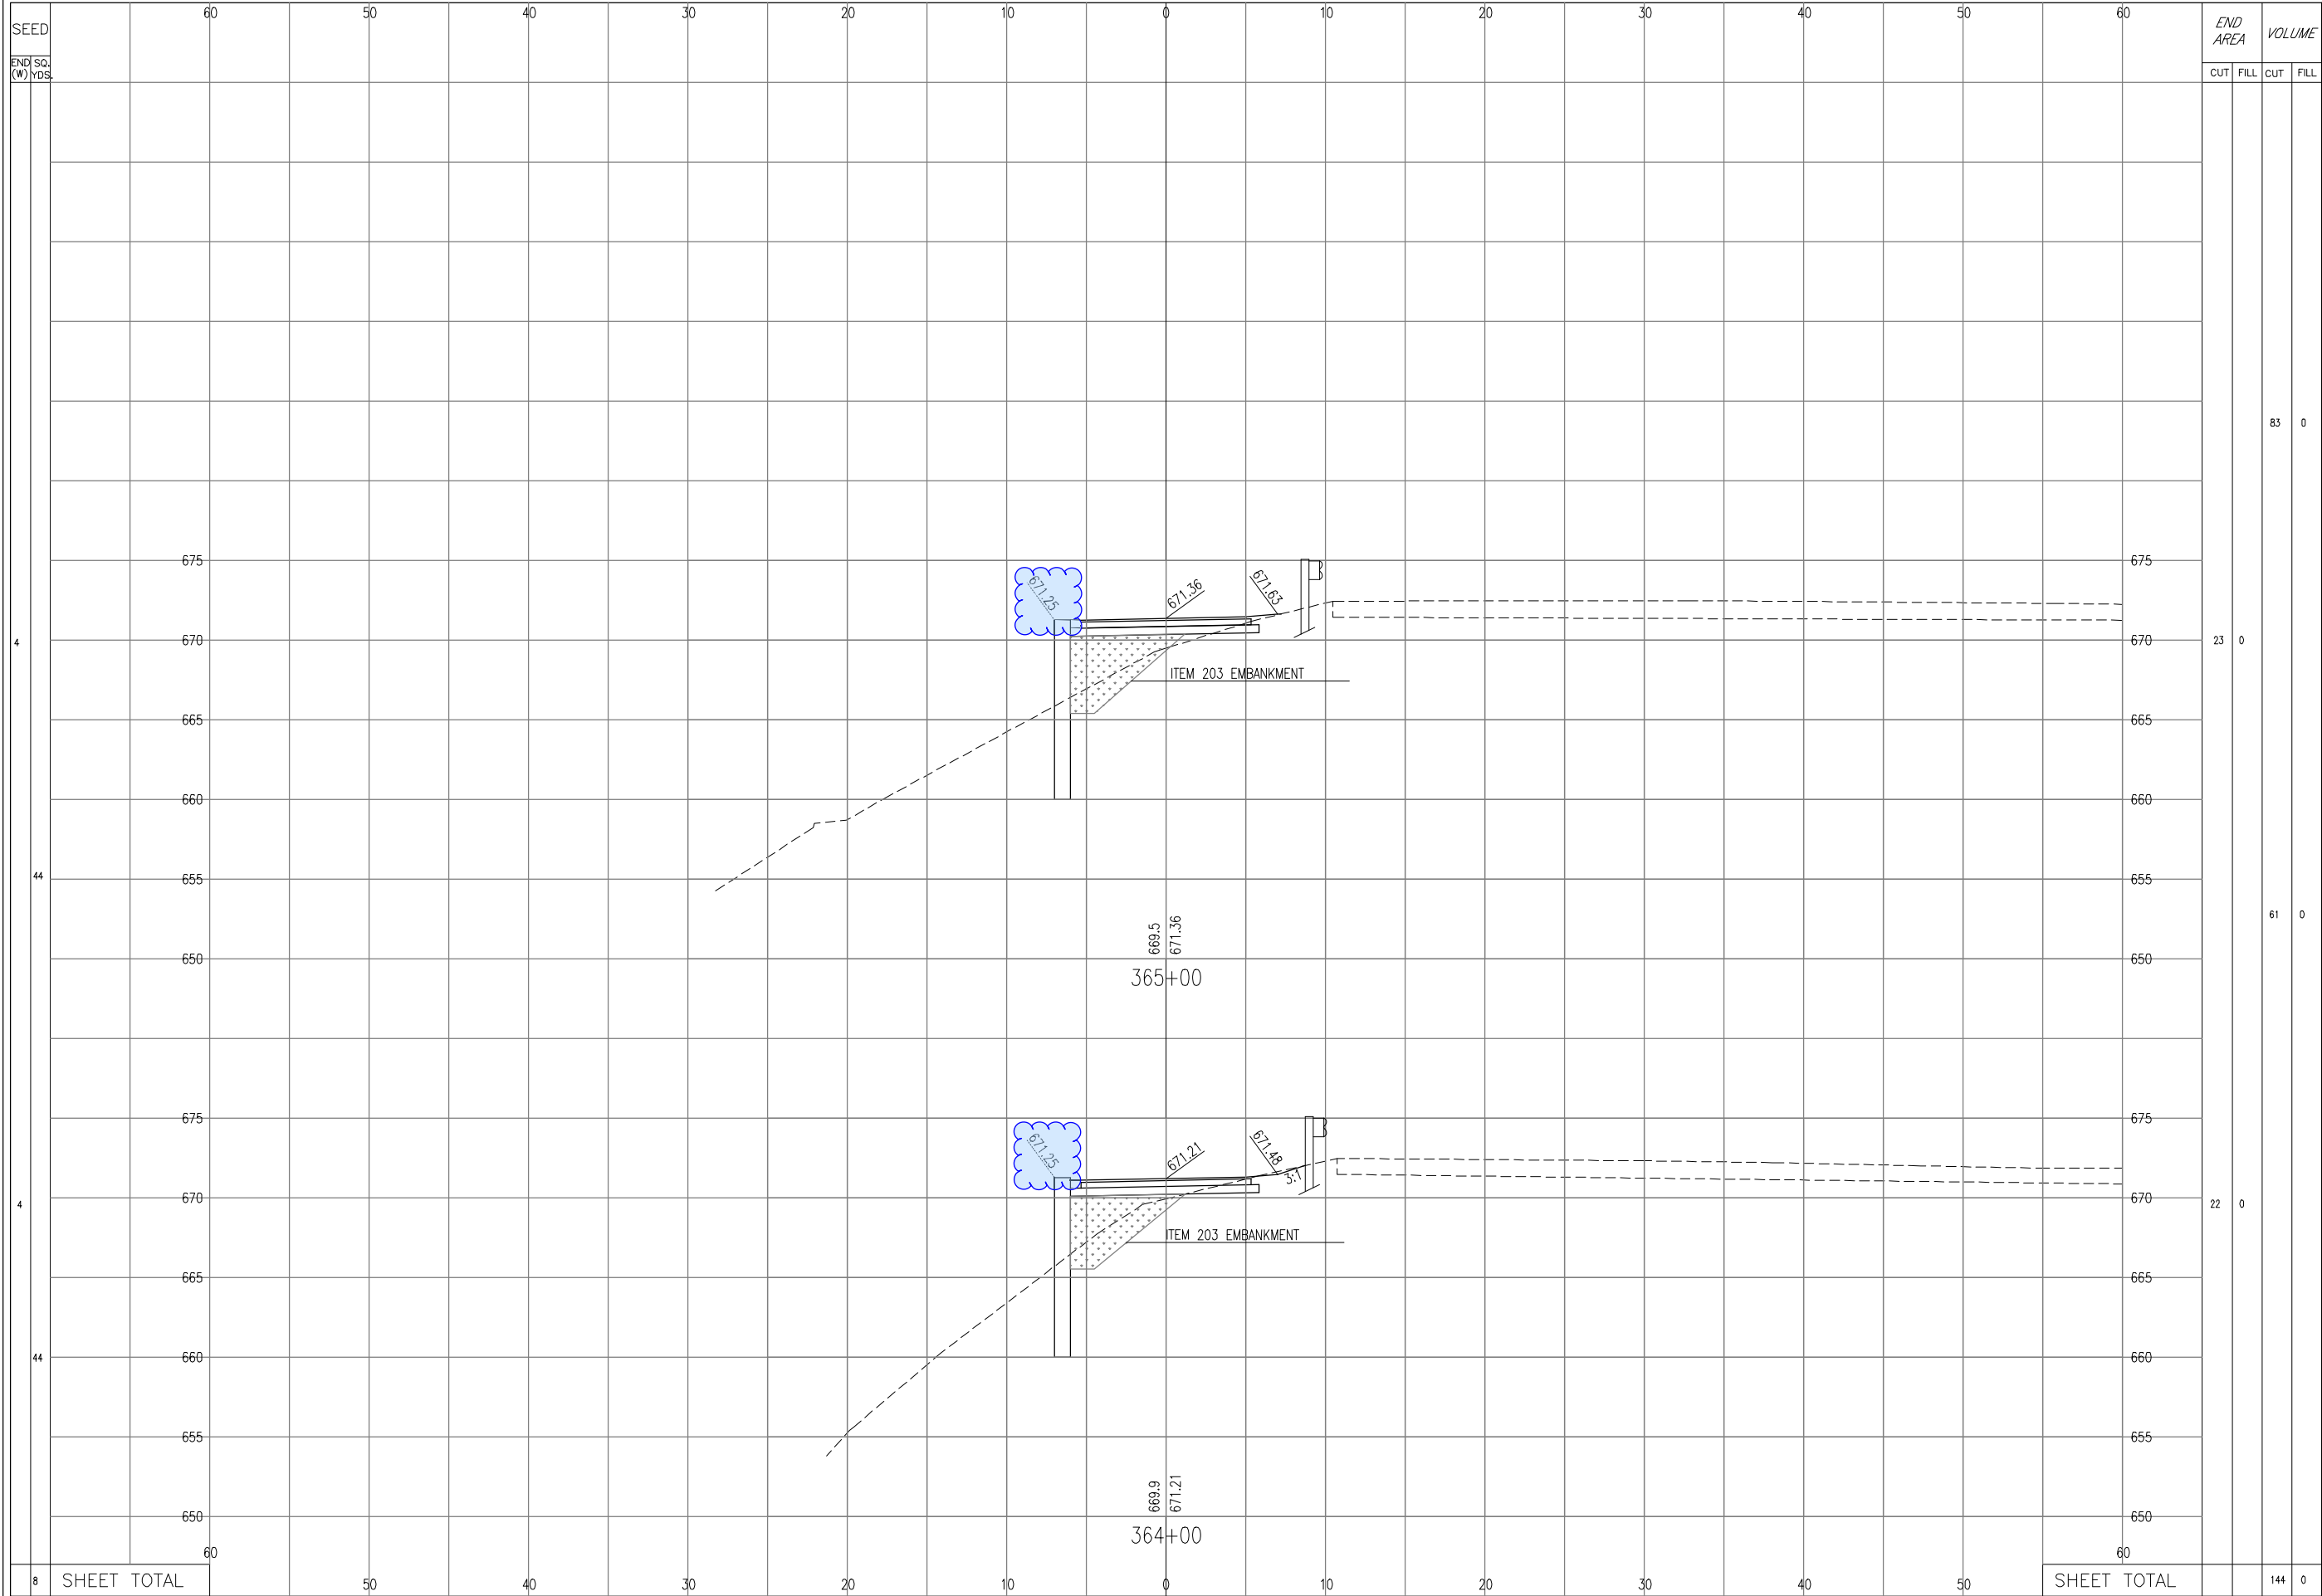 60 50 40 30 20 10 0 10 20 30 40 50 60
SEED
END AREA
VOLUME
END (W)
SQ. YDS.
CUT FILL CUT FILL
83 0
675 675
671.25
671.36
671.63
4
670 670
23 0
ITEM 203 EMBANKMENT
665 665
660 660
44
655 655
61 0
669.5
671.36
650 650
365+00
675 675
671.25
671.21
671.48
3:1
4
670 670
22 0
ITEM 203 EMBANKMENT
665 665
44
660 660
655 655
669.9
671.21
650 650
364+00
60 60
8 SHEET TOTAL
50 40 30 20 10 0 10 20 30 40 50
SHEET TOTAL
144 0